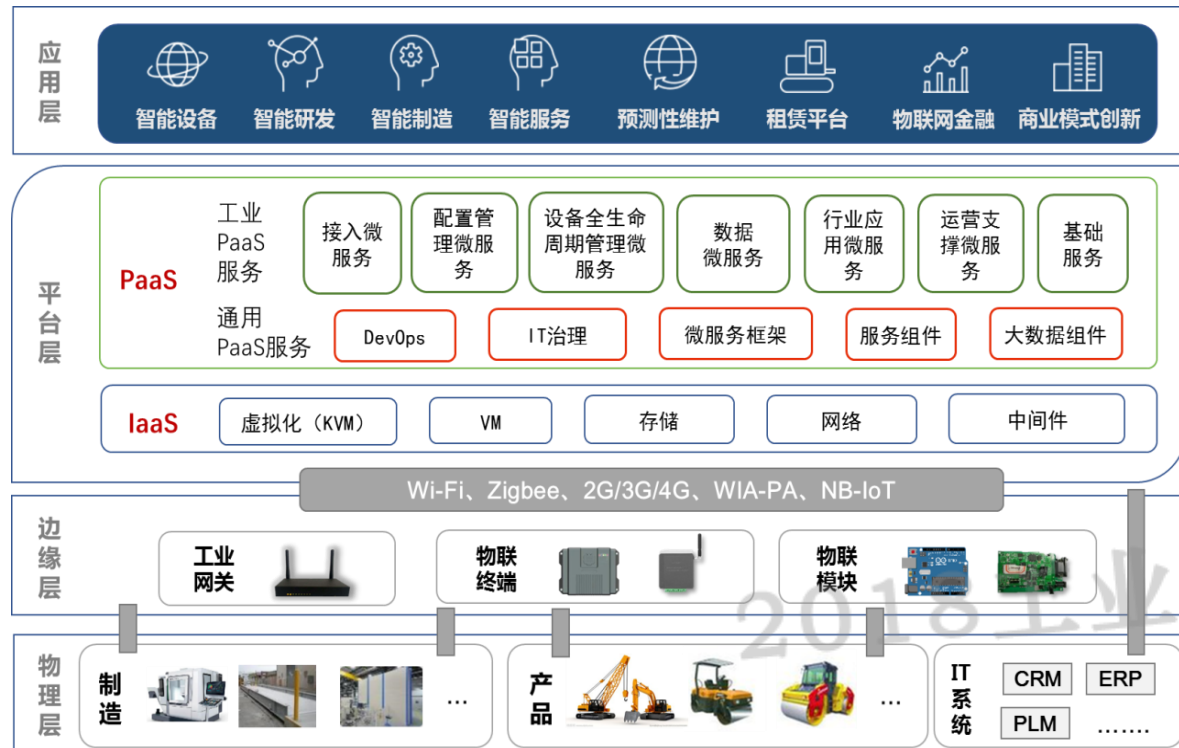 应
用
层
智能设备
智能研发
智能制造
智能服务
预测性维护
租赁平台
物联网金融
商业模式创新
平
台
层
PaaS
工业
PaaS
服务
接入微
服务
配置管
理微服
务
设备全生命
周期管理微
服务
数据
微服务
行业应
用微服
务
运营支
撑微服
务
基础
服务
通用
PaaS服务
DevOps
IT治理
微服务框架
服务组件
大数据组件
IaaS
虚拟化（KVM）
VM
存储
网络
中间件
Wi-Fi、Zigbee、2G/3G/4G、WIA-PA、NB-IoT
边
缘
层
工业
网关
物联
终端
物联
模块
2018工业
物
理
层
制
造
...
产
品
...
IT
系
统
CRM
ERP
PLM
.......